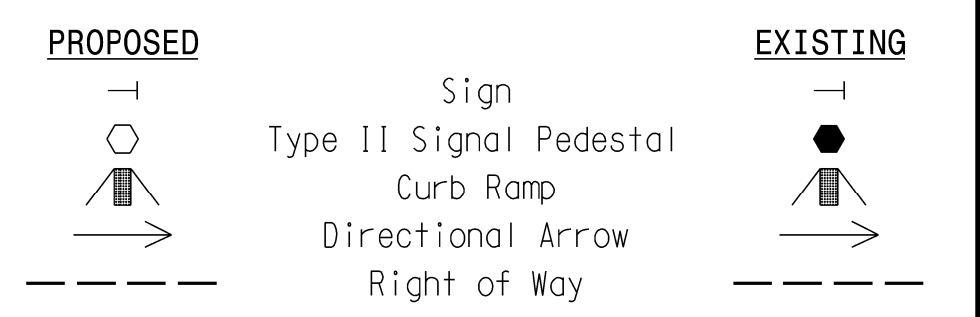 PROPOSED EXISTING
Sign
Type II Signal Pedestal
Curb Ramp
Directional Arrow
Right of Way